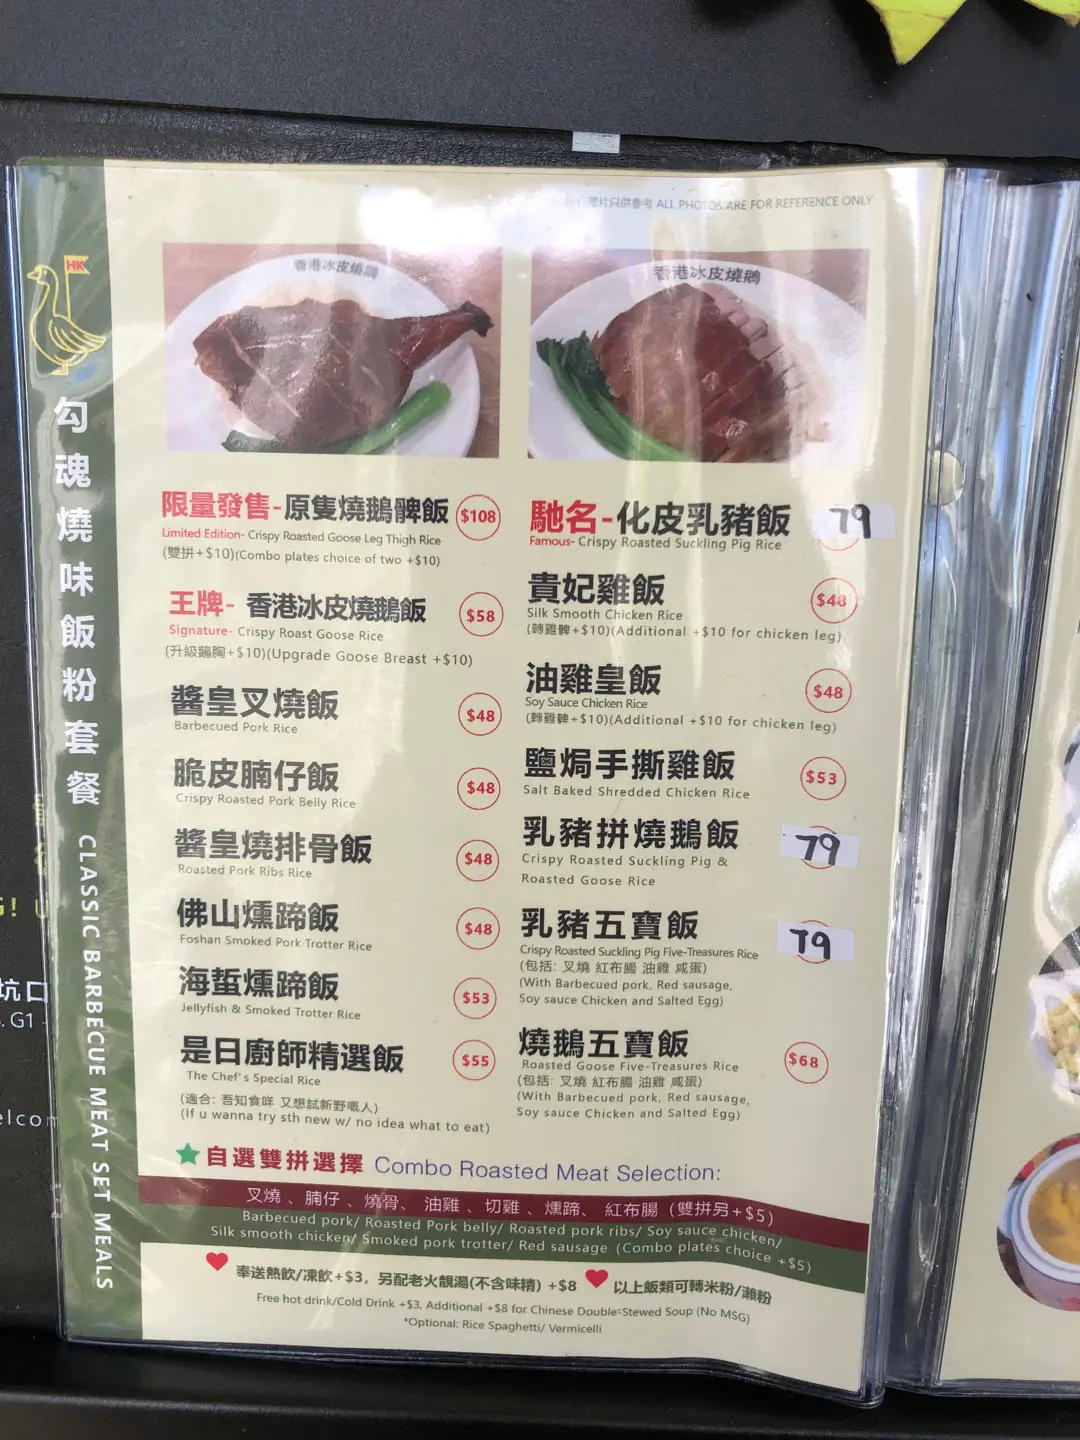 圖片只供參考 ALL PHOTOS ARE FOR REFERENCE ONLY
香港冰皮燒鵝
香港冰皮燒鵝
HK
勾魂燒味飯粉套餐 CLASSIC BARBECUE MEAT SET MEALS
限量發售-原隻燒鵝髀飯 $108
Limited Edition- Crispy Roasted Goose Leg Thigh Rice
(雙拼+$10)(Combo plates choice of two +$10)
王牌- 香港冰皮燒鵝飯 $58
Signature- Crispy Roast Goose Rice
(升級鵝胸+$10)(Upgrade Goose Breast +$10)
醬皇叉燒飯 $48
Barbecued Pork Rice
脆皮腩仔飯 $48
Crispy Roasted Pork Belly Rice
醬皇燒排骨飯 $48
Roasted Pork Ribs Rice
佛山燻蹄飯 $48
Foshan Smoked Pork Trotter Rice
海蜇燻蹄飯 $53
Jellyfish & Smoked Trotter Rice
是日廚師精選飯 $55
The Chef's Special Rice
(適合: 吾知食咩 又想試新野嘅人)
(If u wanna try sth new w/ no idea what to eat)
馳名-化皮乳豬飯 79
Famous- Crispy Roasted Suckling Pig Rice
貴妃雞飯 $48
Silk Smooth Chicken Rice
(轉雞髀+$10)(Additional +$10 for chicken leg)
油雞皇飯 $48
Soy Sauce Chicken Rice
(轉雞髀+$10)(Additional +$10 for chicken leg)
鹽焗手撕雞飯 $53
Salt Baked Shredded Chicken Rice
乳豬拼燒鵝飯 79
Crispy Roasted Suckling Pig &
Roasted Goose Rice
乳豬五寶飯 79
Crispy Roasted Suckling Pig Five-Treasures Rice
(包括: 叉燒 紅布腸 油雞 咸蛋)
(With Barbecued pork, Red sausage,
Soy sauce Chicken and Salted Egg)
燒鵝五寶飯 $68
Roasted Goose Five-Treasures Rice
(包括: 叉燒 紅布腸 油雞 咸蛋)
(With Barbecued pork, Red sausage,
Soy sauce Chicken and Salted Egg)
自選雙拼選擇 Combo Roasted Meat Selection:
叉燒 、腩仔 、燒骨、 油雞 、切雞 、燻蹄、 紅布腸 (雙拼另+$5)
Barbecued pork/ Roasted Pork belly/ Roasted pork ribs/ Soy sauce chicken/
Silk smooth chicken/ Smoked pork trotter/ Red sausage (Combo plates choice +$5)
奉送熱飲/凍飲+$3, 另配老火靚湯(不含味精) +$8 以上飯類可轉米粉/瀨粉
Free hot drink/Cold Drink +$3, Additional +$8 for Chinese Double-Stewed Soup (No MSG)
*Optional: Rice Spaghetti/ Vermicelli
坑口
G1
elcom